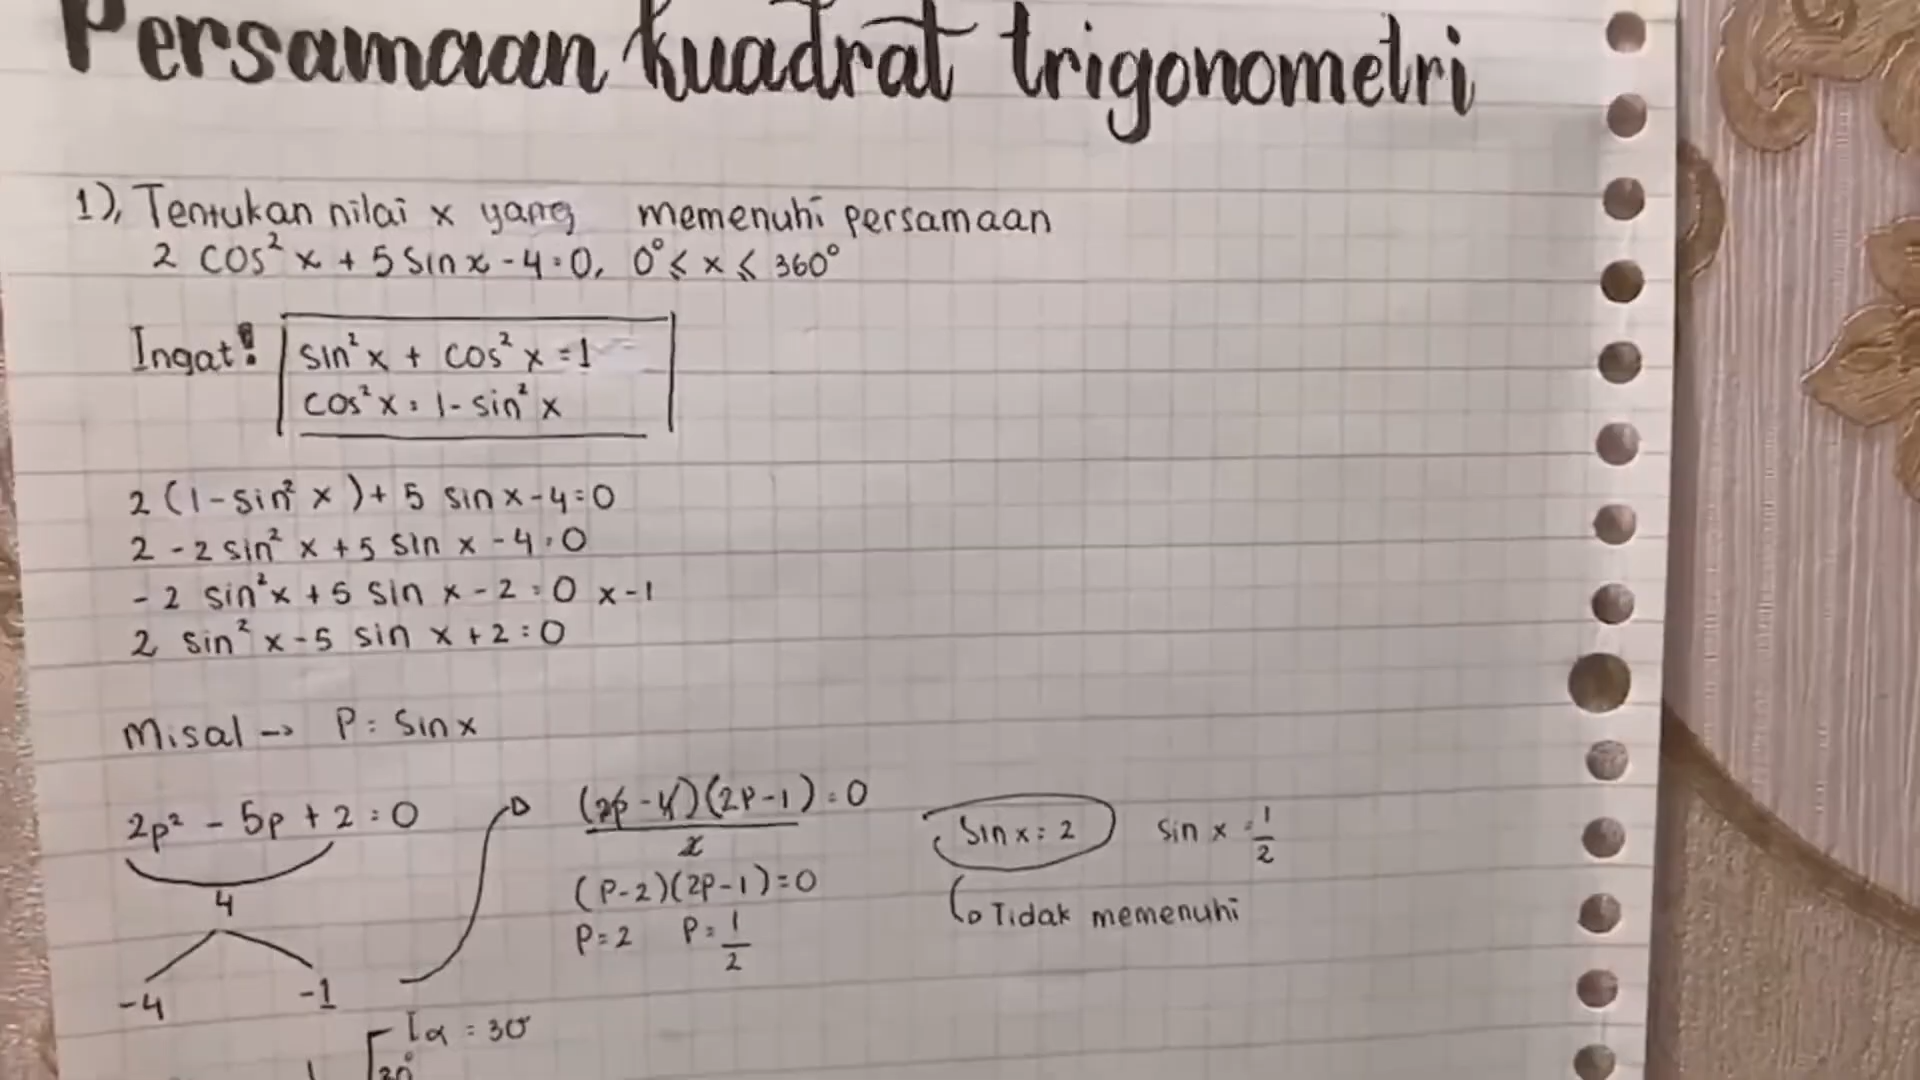 Persamaan kuadrat trigonometri
1), Tentukan nilai x yang memenuhi persamaan
2 cos² x + 5 sin x - 4 = 0, 0° ≤ x ≤ 360°
Ingat! sin² x + cos² x = 1
cos² x = 1 - sin² x
2 (1 - sin² x) + 5 sin x - 4 = 0
2 - 2 sin² x + 5 sin x - 4 = 0
- 2 sin² x + 5 sin x - 2 = 0 x - 1
2 sin² x - 5 sin x + 2 = 0
Misal → P = Sin x
2p² - 5p + 2 = 0
4
-4 -1
(2p - 4)(2P - 1) = 0
2
(P - 2)(2P - 1) = 0
P = 2 P = 1/2
Sin x = 2 sin x = 1/2
Tidak memenuhi
I α = 30°